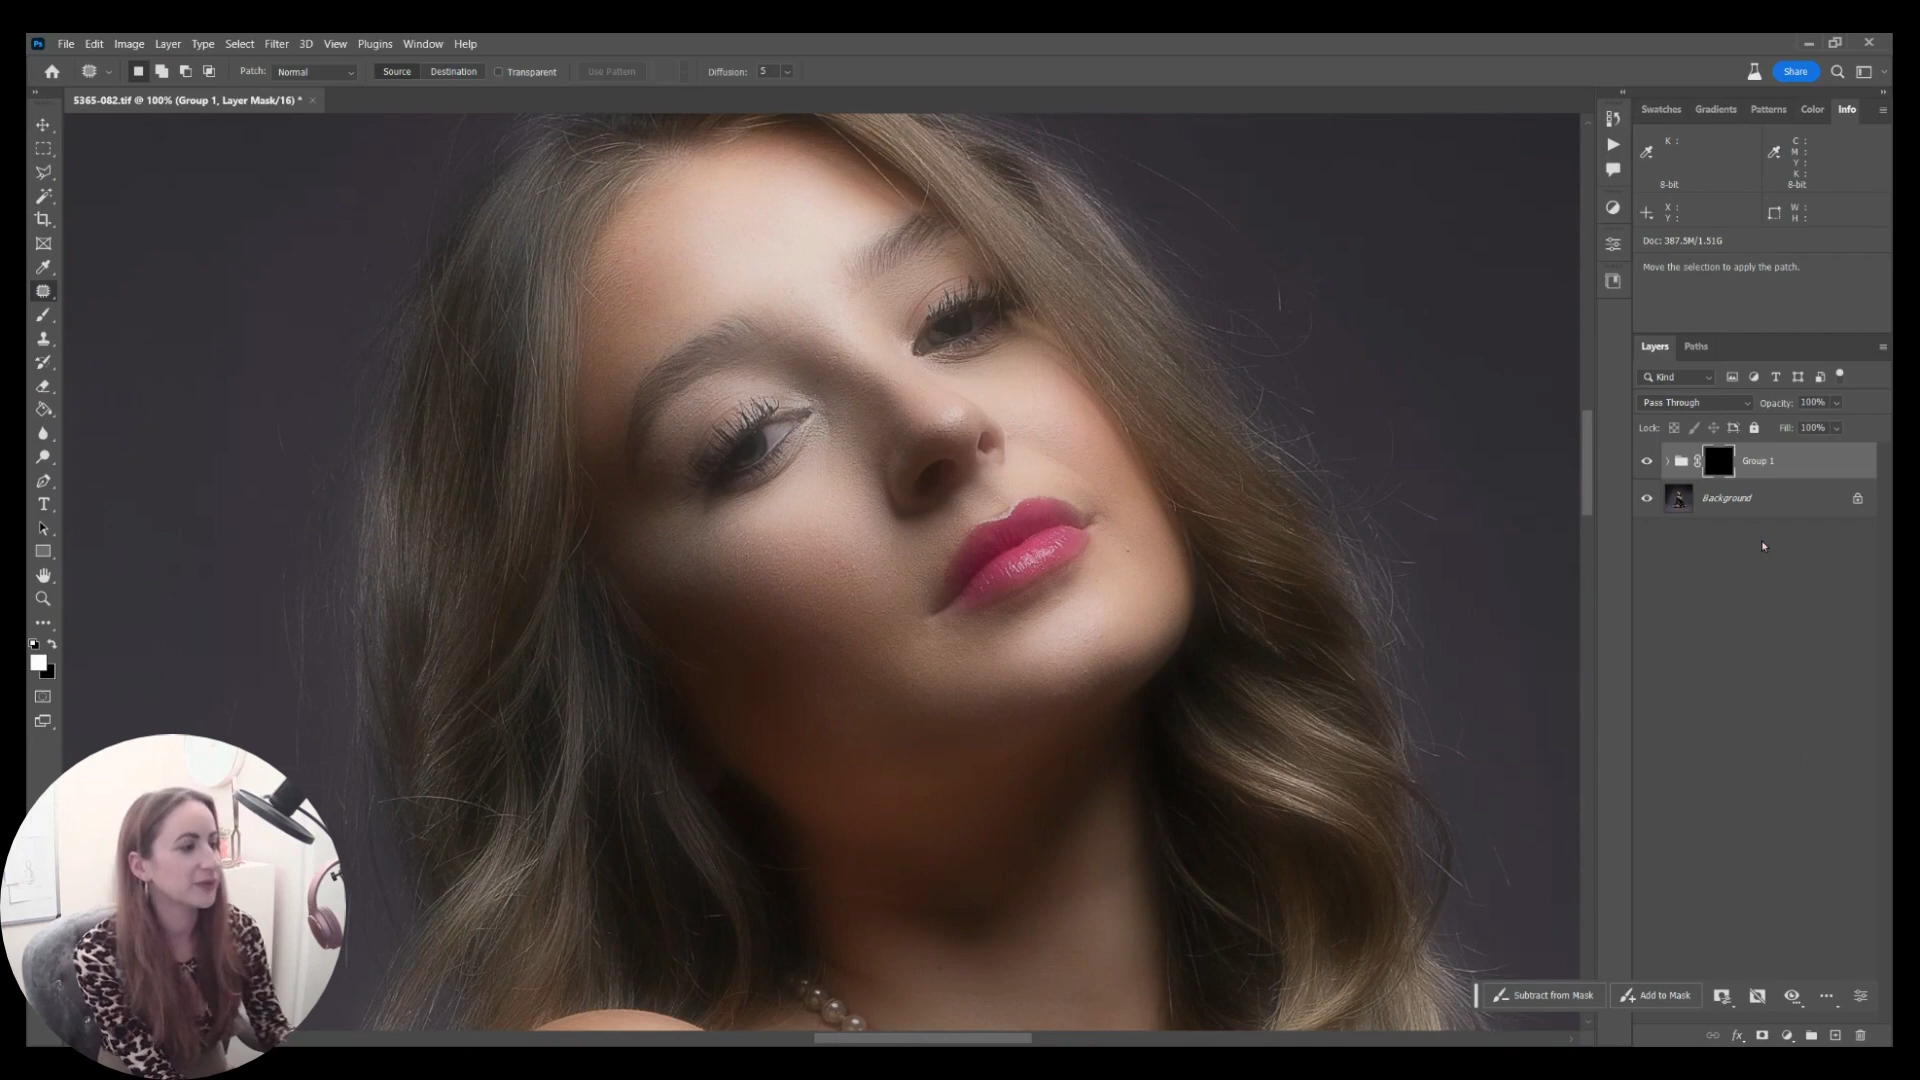 Ps File Edit Image Layer Type Select Filter 3D View Plugins Window Help
Patch: Normal Source Destination Transparent Use Pattern Diffusion: 5 Share
5365-082.tif @ 100% (Group 1, Layer Mask/16) *
Swatches Gradients Patterns Color Info
K :
C :
M :
Y :
K :
8-bit 8-bit
X : W :
Y : H :
Doc: 387.5M/1.51G
Move the selection to apply the patch.
Layers Paths
Kind
Pass Through Opacity: 100%
Lock: Fill: 100%
Group 1
Background
Subtract from Mask Add to Mask
fx